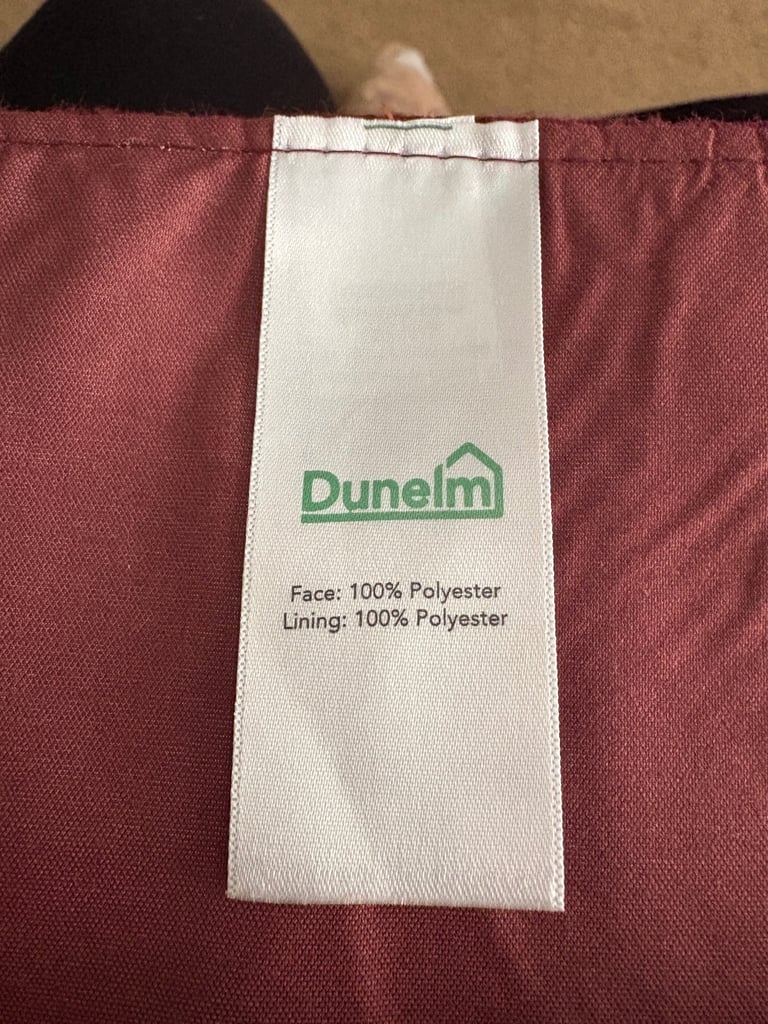 Dunelm
Face: 100% Polyester
Lining: 100% Polyester